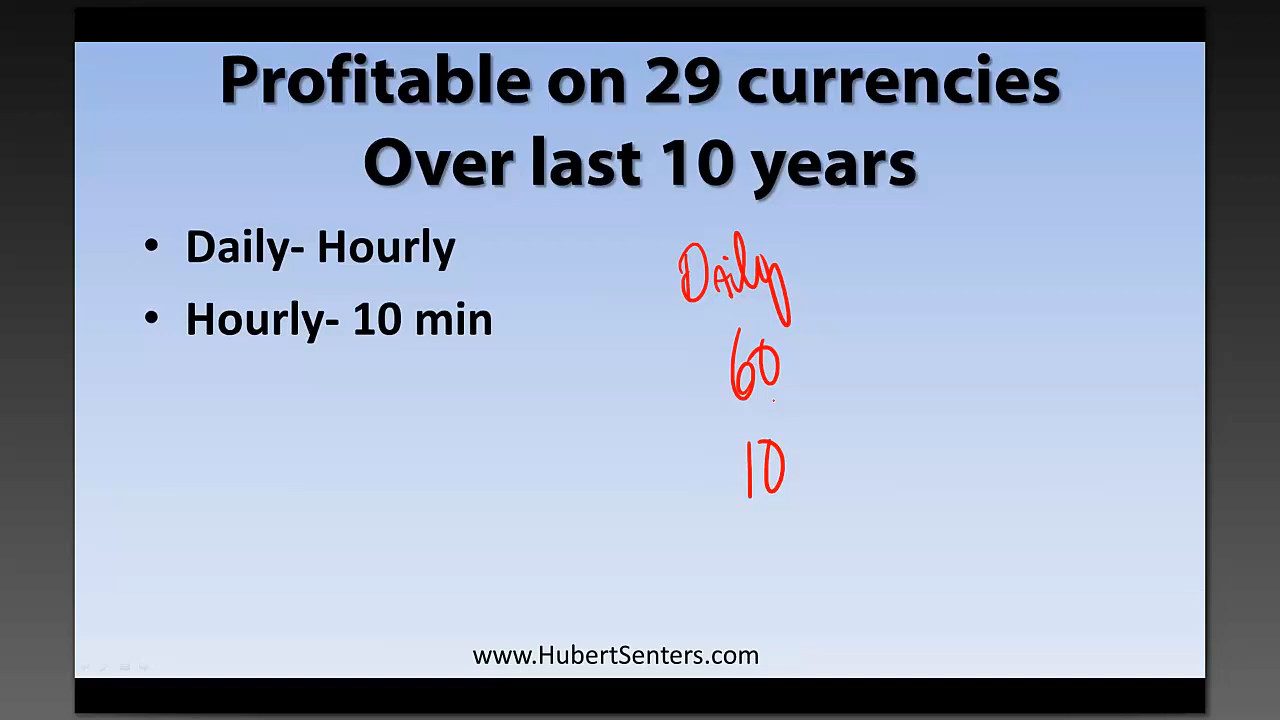 Profitable on 29 currencies
Over last 10 years
• Daily- Hourly
• Hourly- 10 min
Daily
60
10
www.HubertSenters.com